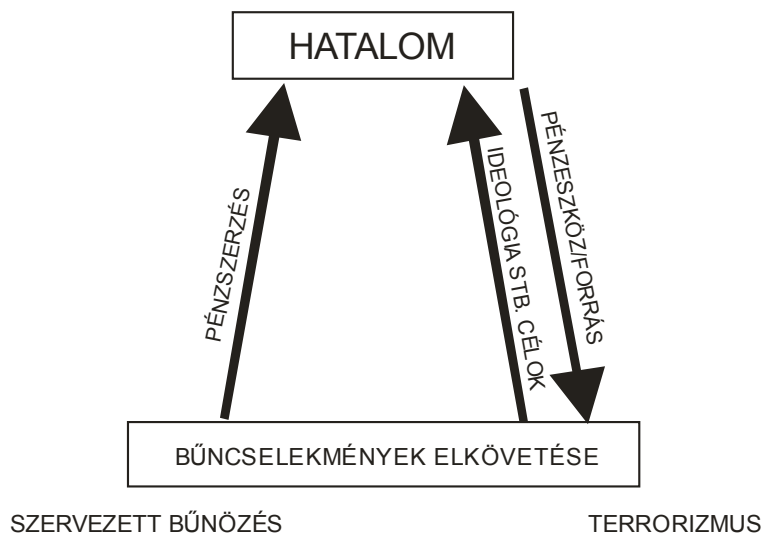 HATALOM
PÉNZSZERZÉS
IDEOLÓGIA STB. CÉLOK
PÉNZESZKÖZ/FORRÁS
BŰNCSELEKMÉNYEK ELKÖVETÉSE
SZERVEZETT BŰNÖZÉS
TERRORIZMUS